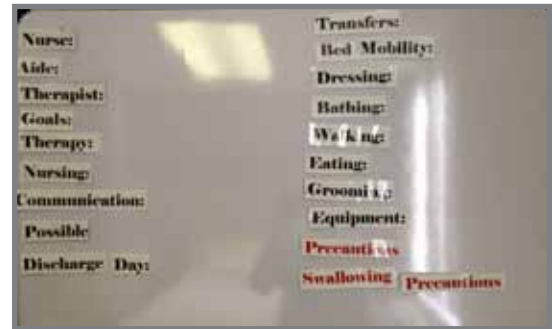 Nurse:
Aide:
Therapist:
Goals:
Therapy:
Nursing:
Communication:
Possible
Discharge Day:
Transfers:
Bed Mobility:
Dressing:
Bathing:
Walking:
Eating:
Grooming:
Equipment:
Precautions
Swallowing Precautions